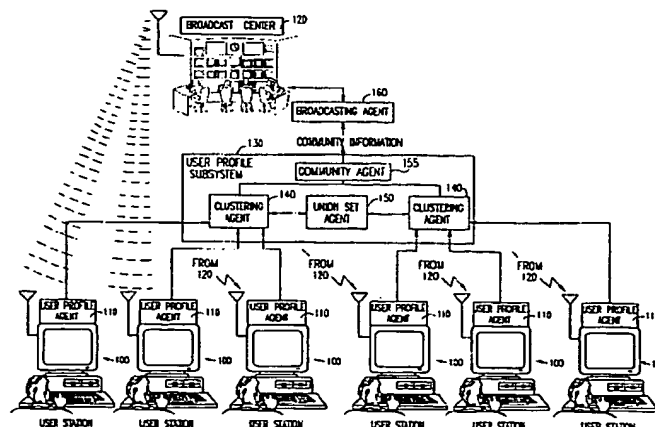 120
BROADCAST CENTER
160
BROADCASTING AGENT
130
COMMUNITY INFORMATION
USER PROFILE SUBSYSTEM
155
COMMUNITY AGENT
140
140
CLUSTERING AGENT
UNION SET AGENT
150
CLUSTERING AGENT
FROM 120
FROM 120
FROM 120
FROM 120
USER PROFILE AGENT
110
USER PROFILE AGENT
110
USER PROFILE AGENT
110
USER PROFILE AGENT
110
USER PROFILE AGENT
110
USER PROFILE AGENT
100
100
100
100
100
USER STATION
USER STATION
USER STATION
USER STATION
USER STATION
USER STATION